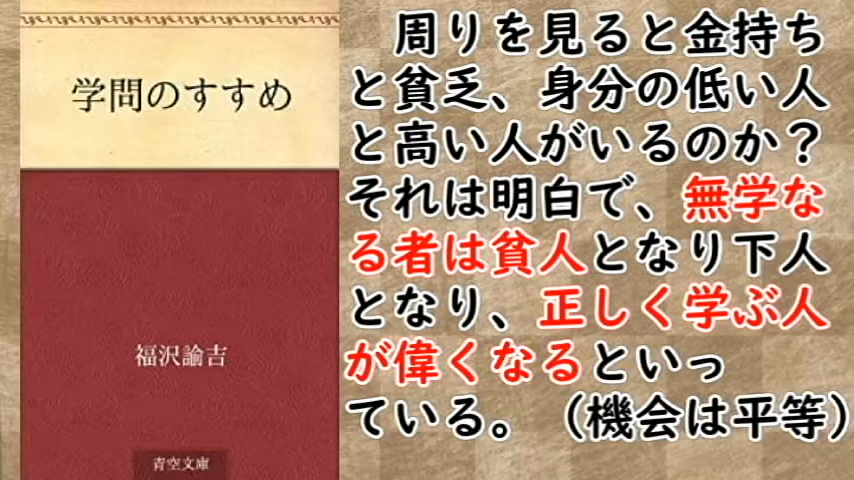 学問のすすめ
福沢諭吉
青空文庫
周りを見ると金持ち
と貧乏、身分の低い人
と高い人がいるのか？
それは明白で、無学な
る者は貧人となり下人
となり、正しく学ぶ人
が偉くなるといっ
ている。（機会は平等）